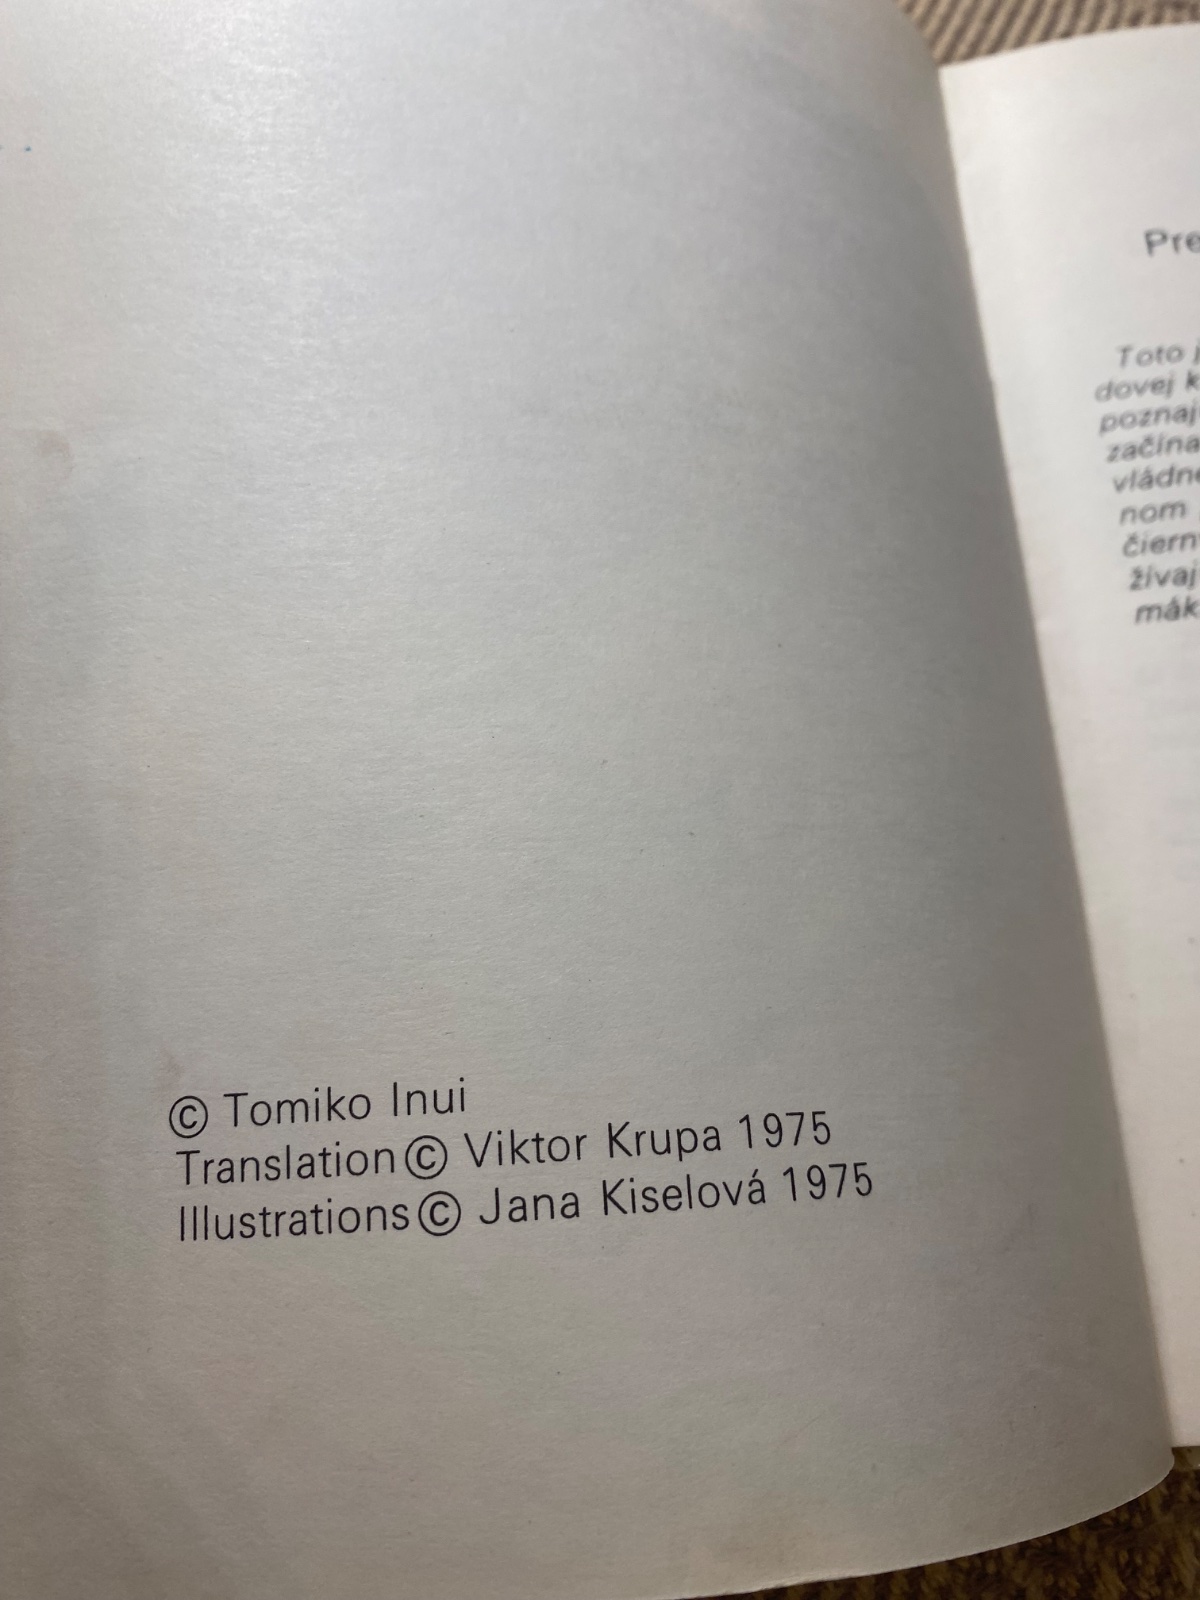 © Tomiko Inui
Translation © Viktor Krupa 1975
Illustrations © Jana Kiselová 1975
Pre
Toto j
dovej k
poznaj
začína
vládne
nom
čiern
živaj
mák